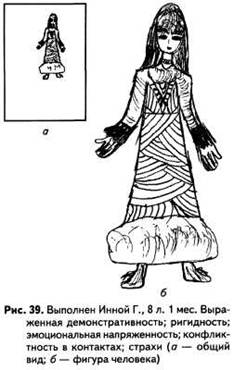 а
б
Рис. 39. Выполнен Инной Г., 8 л. 1 мес. Выра-
женная демонстративность; ригидность;
эмоциональная напряженность; конфликт-
ность в контактах; страхи (а — общий
вид; б — фигура человека)